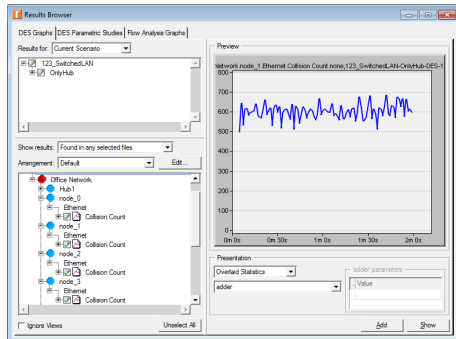 Results Browser
DES Graphs
DES Parametric Studies
Flow Analysis Graphs
Results for:
Current Scenario
123_SwitchedLAN
OnlyHub
Show results:
Found in any selected files
Arrangement:
Default
Edit...
Office Network
Hub1
node_0
Ethernet
Collision Count
node_1
Ethernet
Collision Count
node_2
Ethernet
Collision Count
node_3
Ethernet
Collision Count
Ignore Views
Unselect All
Preview
Network.node_1.Ethernet.Collision Count.none,123_SwitchedLAN-OnlyHub-DES-1
800
700
600
500
400
300
200
100
0
0m 0s
0m 30s
1m 0s
1m 30s
2m 0s
Presentation
Overlaid Statistics
adder
'adder' parameters
Value
Add
Show